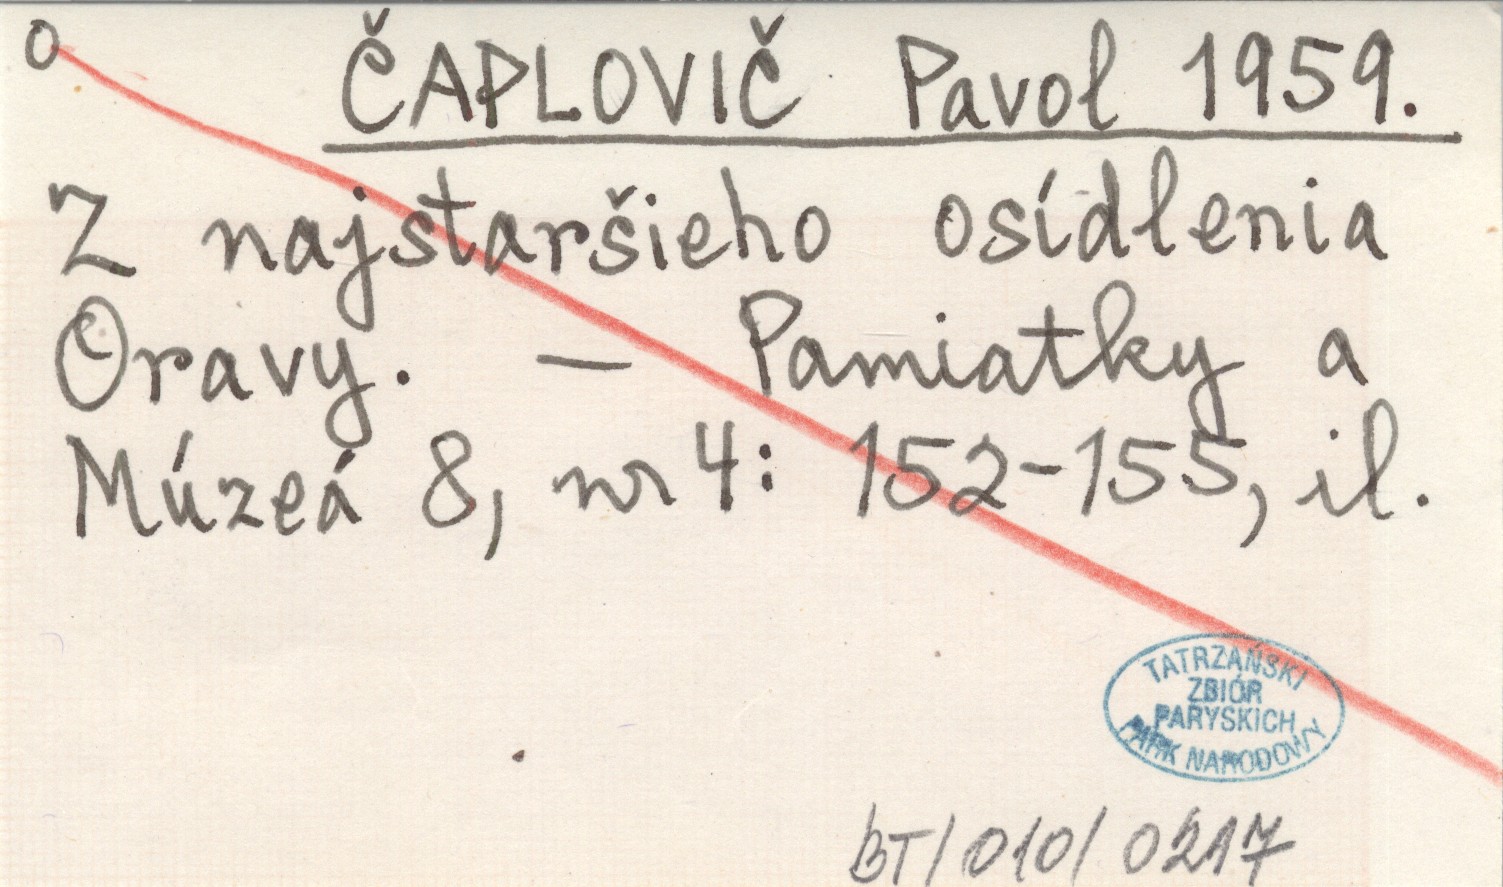 O ČAPLOVIČ Pavol 1959.
Z najstaršieho osídlenia
Oravy. — Pamiatky a
Múzeá 8, nr 4: 152-155, il.
TATRZAŃSKI
ZBIÓR
PARYSKICH
PARK NARODOWY
BT/010/0217